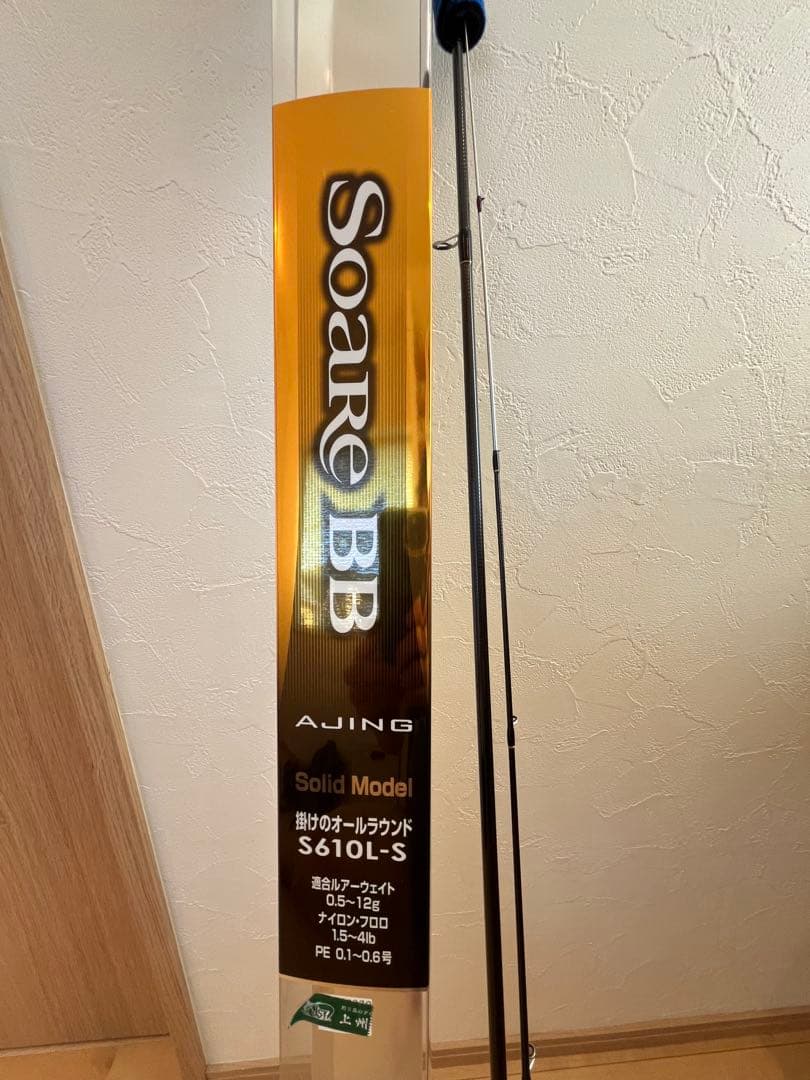 Soare BB
AJING
Solid Model
掛けのオールラウンド
S610L-S
適合ルアーウェイト
0.5～12g
ナイロン・フロロ
1.5～4lb
PE 0.1～0.6号
上州